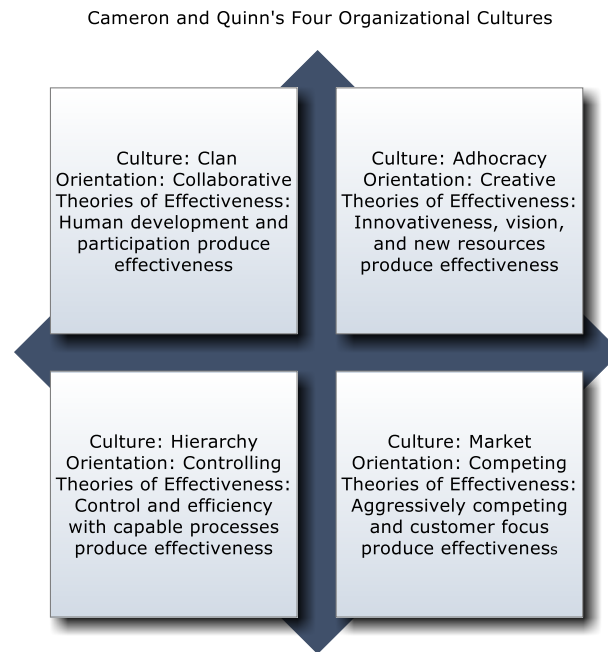 Cameron and Quinn's Four Organizational Cultures
Culture: Clan
Orientation: Collaborative
Theories of Effectiveness:
Human development and
participation produce
effectiveness
Culture: Adhocracy
Orientation: Creative
Theories of Effectiveness:
Innovativeness, vision,
and new resources
produce effectiveness
Culture: Hierarchy
Orientation: Controlling
Theories of Effectiveness:
Control and efficiency
with capable processes
produce effectiveness
Culture: Market
Orientation: Competing
Theories of Effectiveness:
Aggressively competing
and customer focus
produce effectiveness